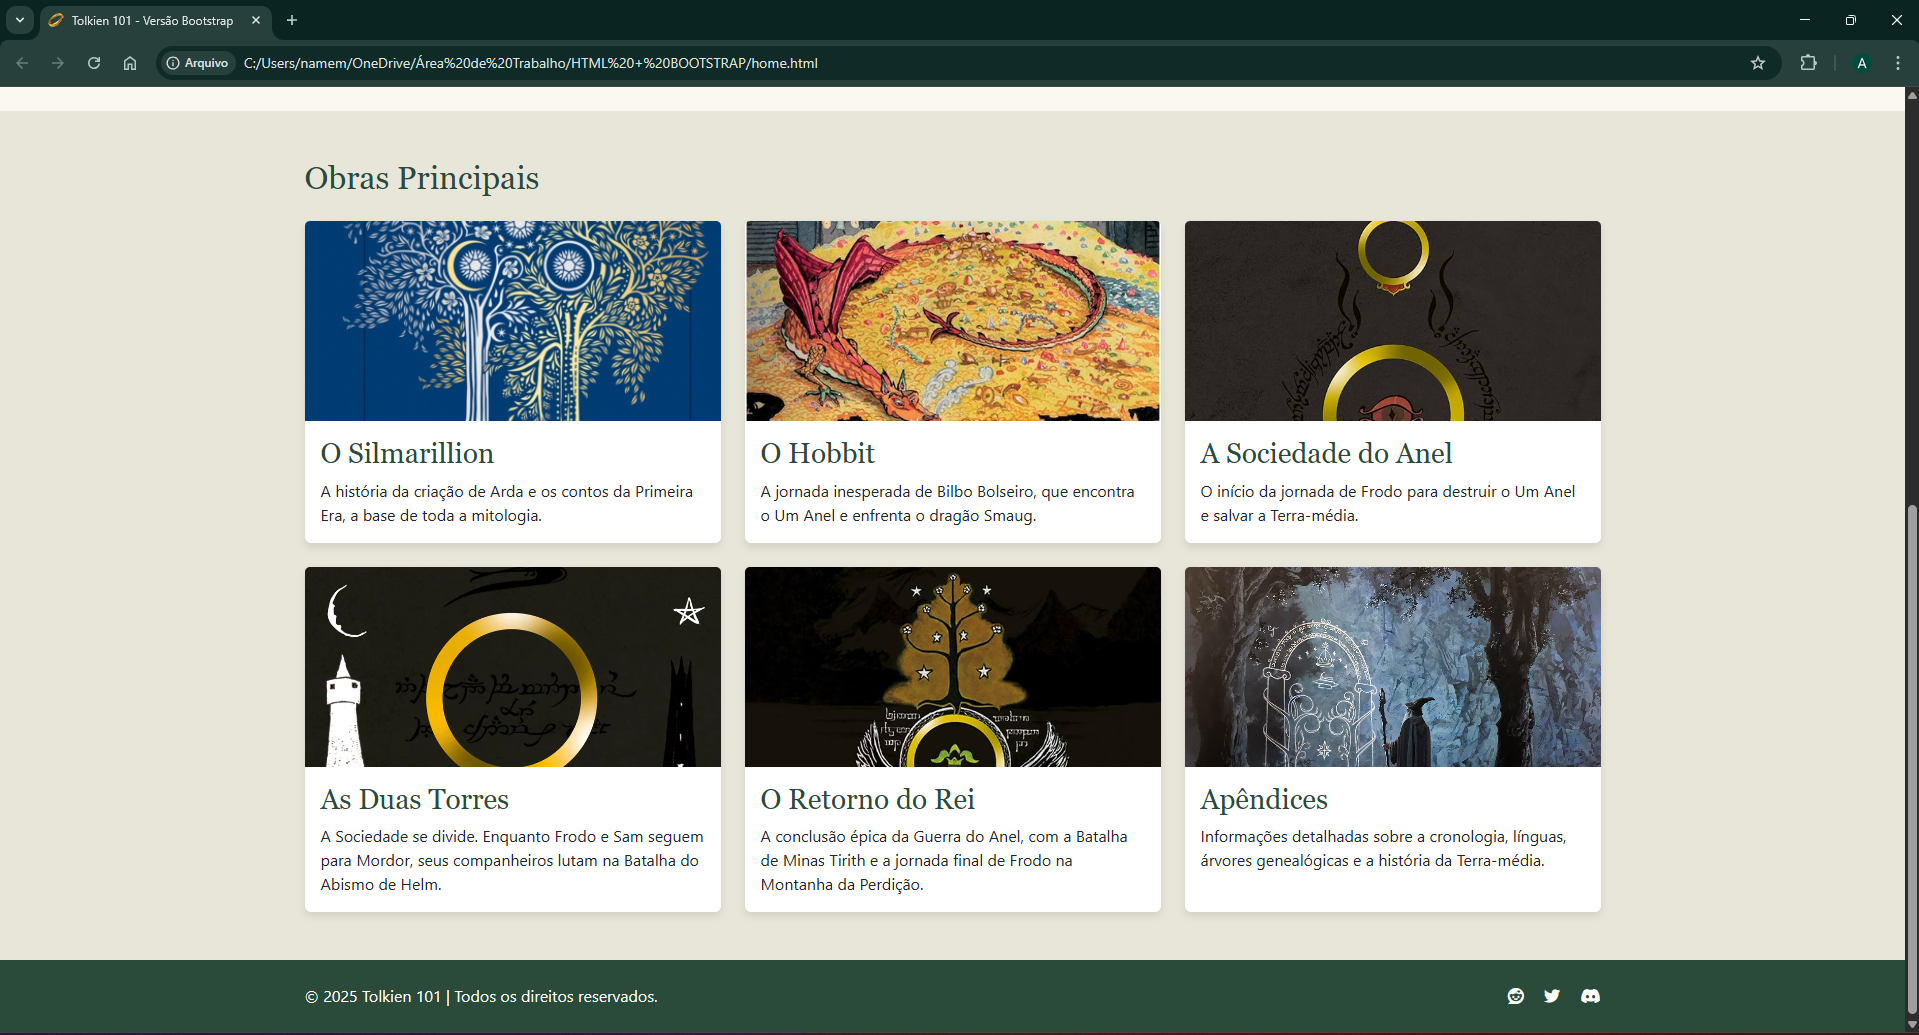 Tolkien 101 - Versão Bootstrap
Arquivo
C:/Users/namem/OneDrive/Área%20de%20Trabalho/HTML%20+%20BOOTSTRAP/home.html
A
Obras Principais
O Silmarillion
A história da criação de Arda e os contos da Primeira
Era, a base de toda a mitologia.
O Hobbit
A jornada inesperada de Bilbo Bolseiro, que encontra
o Um Anel e enfrenta o dragão Smaug.
A Sociedade do Anel
O início da jornada de Frodo para destruir o Um Anel
e salvar a Terra-média.
As Duas Torres
A Sociedade se divide. Enquanto Frodo e Sam seguem
para Mordor, seus companheiros lutam na Batalha do
Abismo de Helm.
O Retorno do Rei
A conclusão épica da Guerra do Anel, com a Batalha
de Minas Tirith e a jornada final de Frodo na
Montanha da Perdição.
Apêndices
Informações detalhadas sobre a cronologia, línguas,
árvores genealógicas e a história da Terra-média.
© 2025 Tolkien 101 | Todos os direitos reservados.